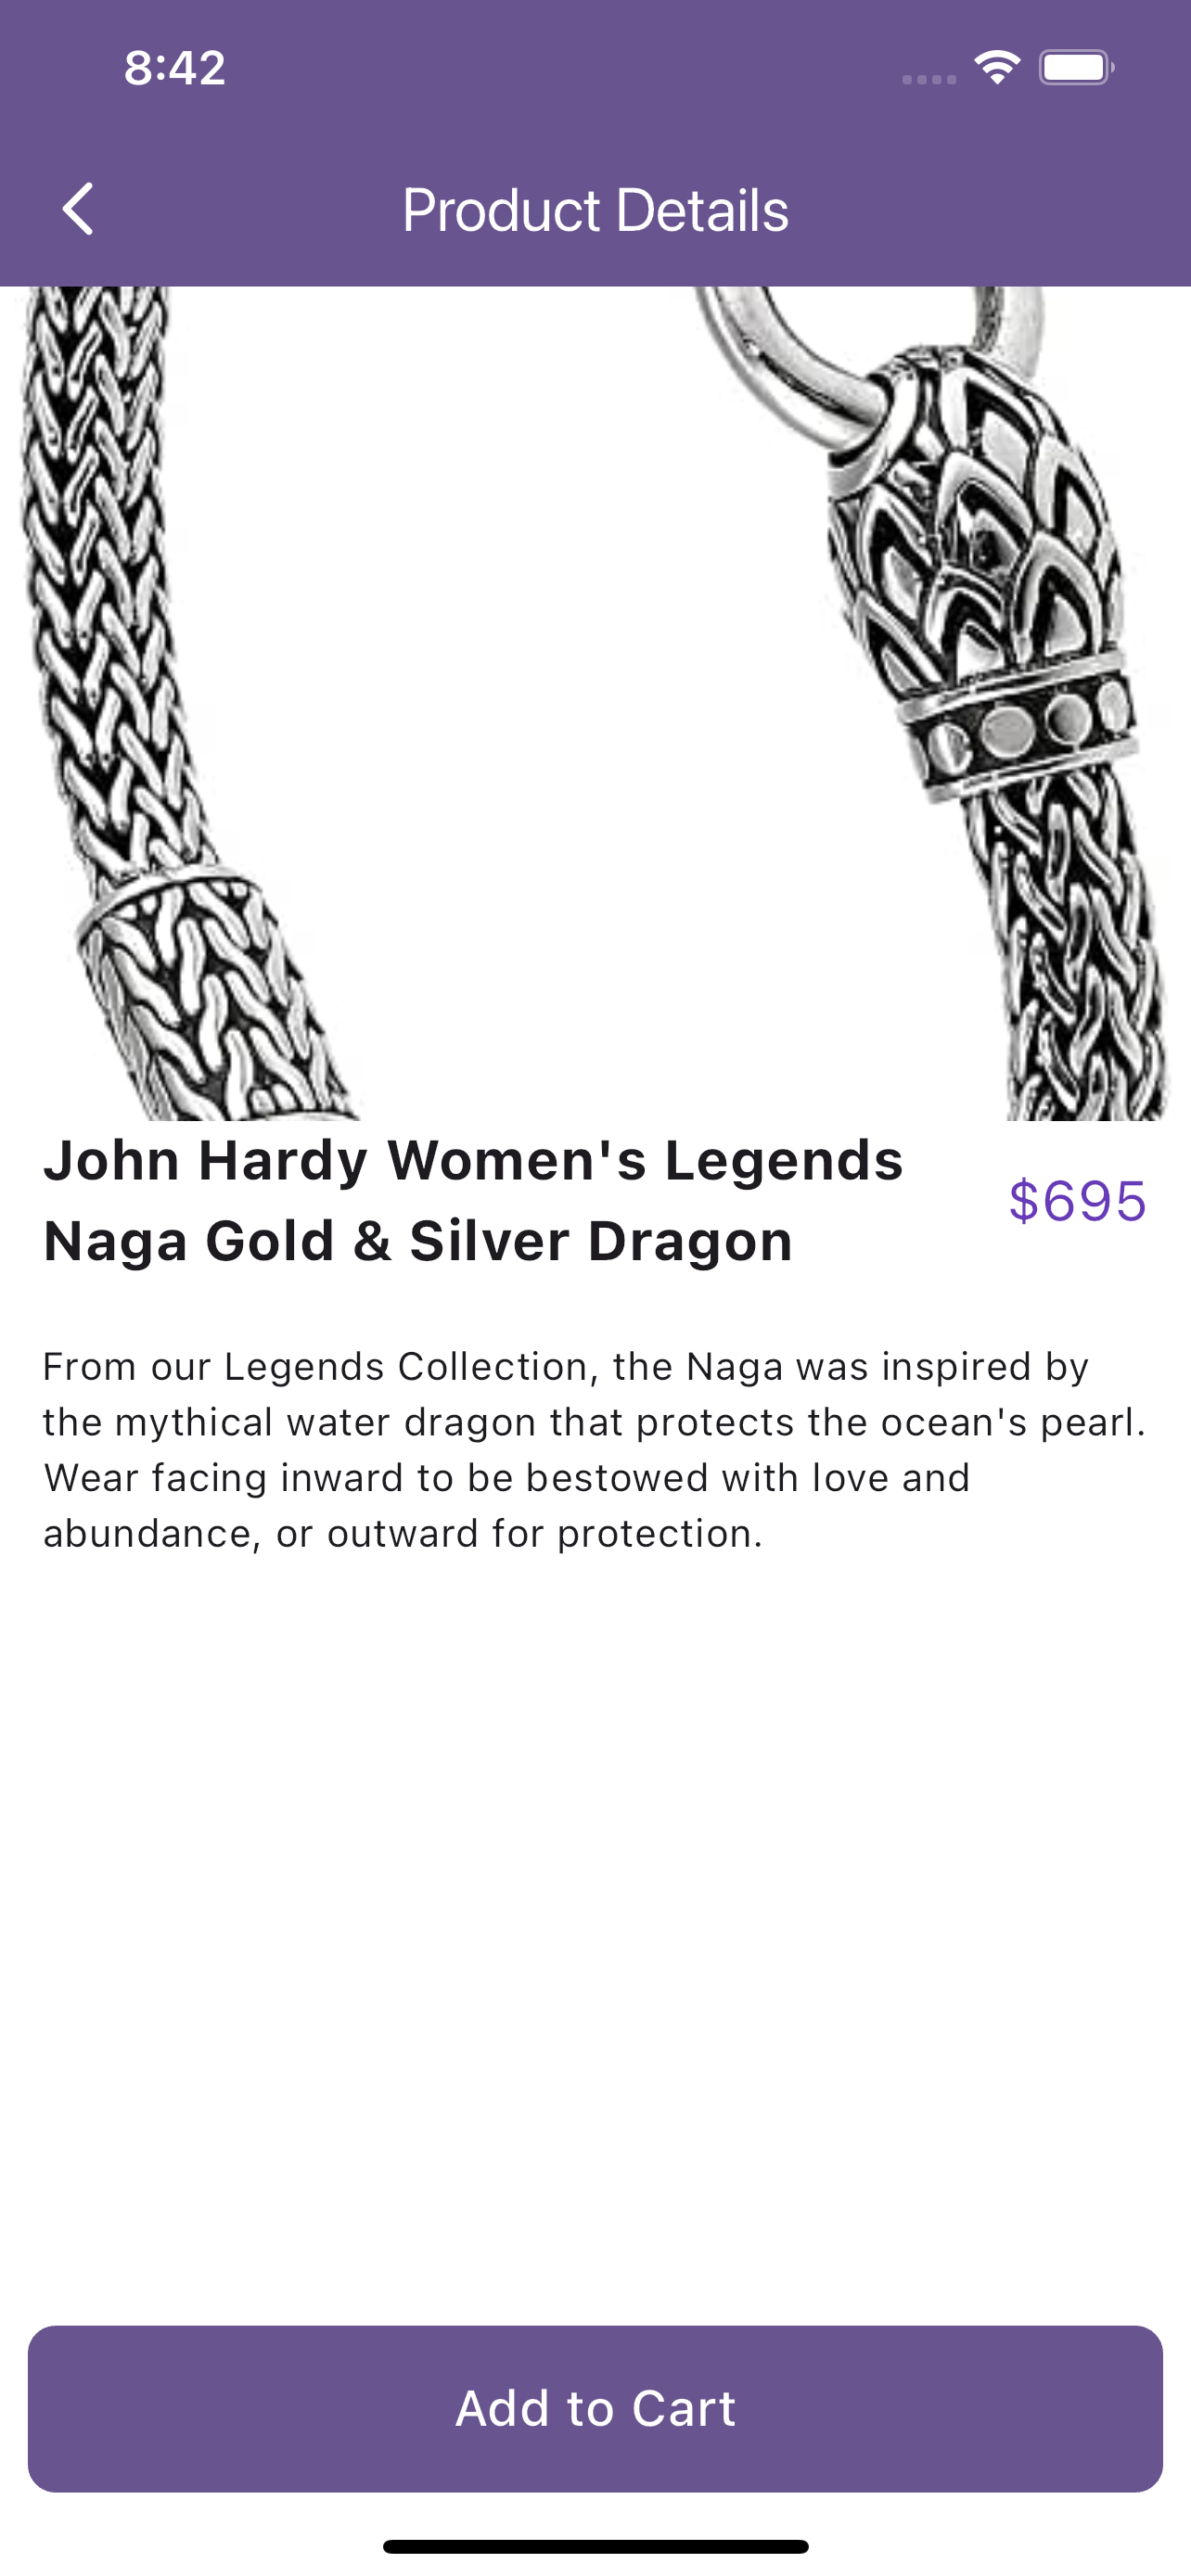 8:42
Product Details
John Hardy Women's Legends
Naga Gold & Silver Dragon
$695
From our Legends Collection, the Naga was inspired by
the mythical water dragon that protects the ocean's pearl.
Wear facing inward to be bestowed with love and
abundance, or outward for protection.
Add to Cart